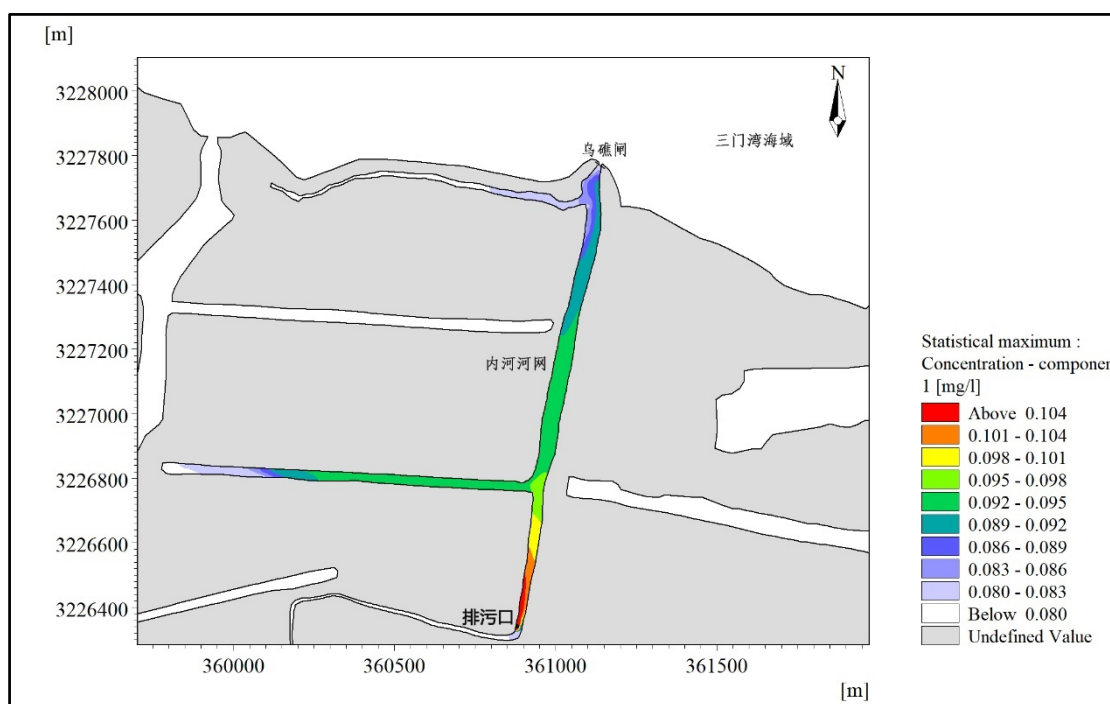 [m]
N
3228000
三门湾海域
乌礁闸
3227800
3227600
3227400
3227200
内河河网
3227000
3226800
3226600
3226400
排污口
360000
360500
361000
361500
[m]
Statistical maximum :
Concentration - componen
1 [mg/l]
Above 0.104
0.101 - 0.104
0.098 - 0.101
0.095 - 0.098
0.092 - 0.095
0.089 - 0.092
0.086 - 0.089
0.083 - 0.086
0.080 - 0.083
Below 0.080
Undefined Value